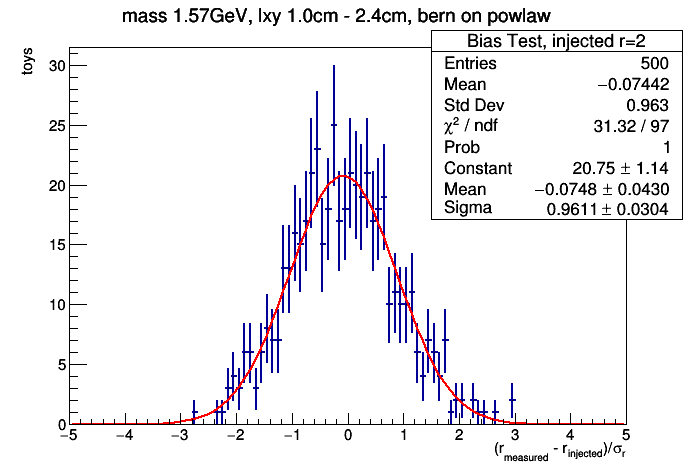 mass 1.57GeV, lxy 1.0cm - 2.4cm, bern on powlaw
Bias Test, injected r=2
Entries 500
Mean −0.07442
Std Dev 0.963
χ² / ndf 31.32 / 97
Prob 1
Constant 20.75 ± 1.14
Mean −0.0748 ± 0.0430
Sigma 0.9611 ± 0.0304
toys
30
25
20
15
10
5
0
−5 −4 −3 −2 −1 0 1 2 3 4 5
(r_measured - r_injected)/σ_r